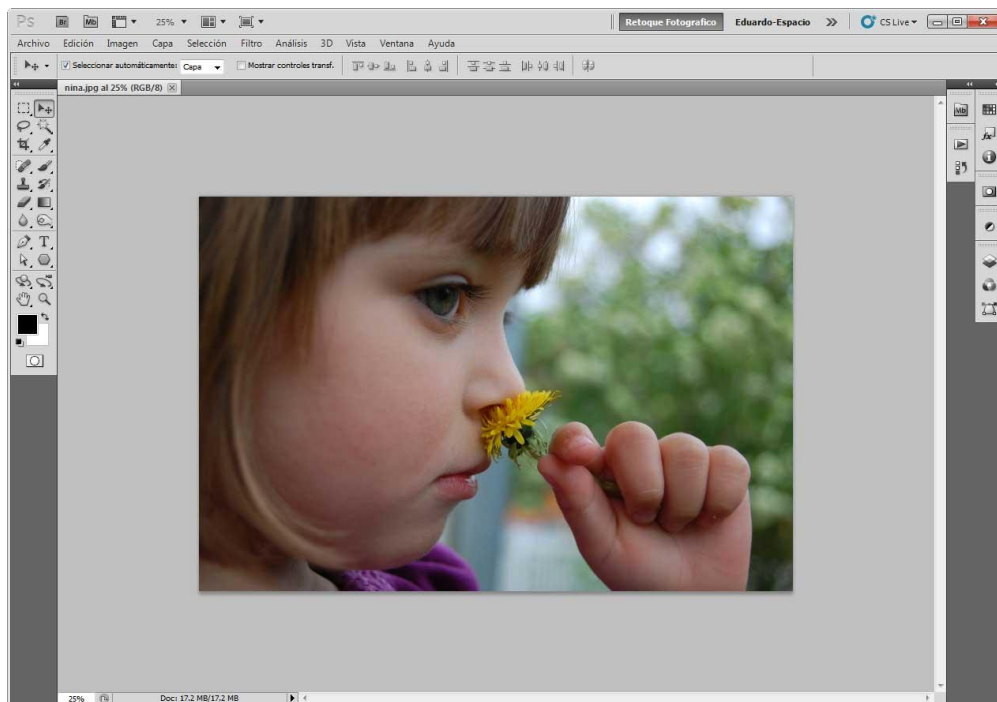 Ps Br Mb 25% Retoque Fotografico Eduardo-Espacio >> CS Live
Archivo Edición Imagen Capa Selección Filtro Análisis 3D Vista Ventana Ayuda
Seleccionar automáticamente: Capa Mostrar controles transf.
nina.jpg al 25% (RGB/8)
Mb
fx
T
25% Doc: 17.2 MB/17.2 MB